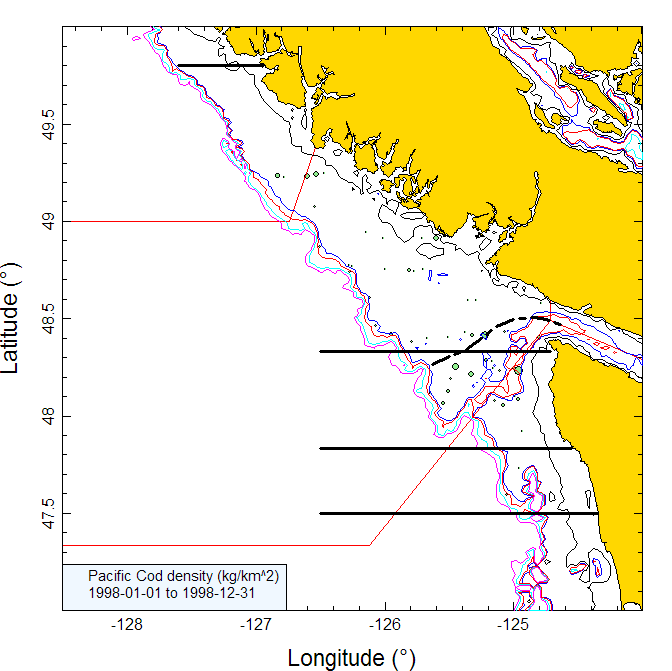 49.5
49
48.5
48
47.5
Latitude (°)
Pacific Cod density (kg/km^2)
1998-01-01 to 1998-12-31
-128
-127
-126
-125
Longitude (°)